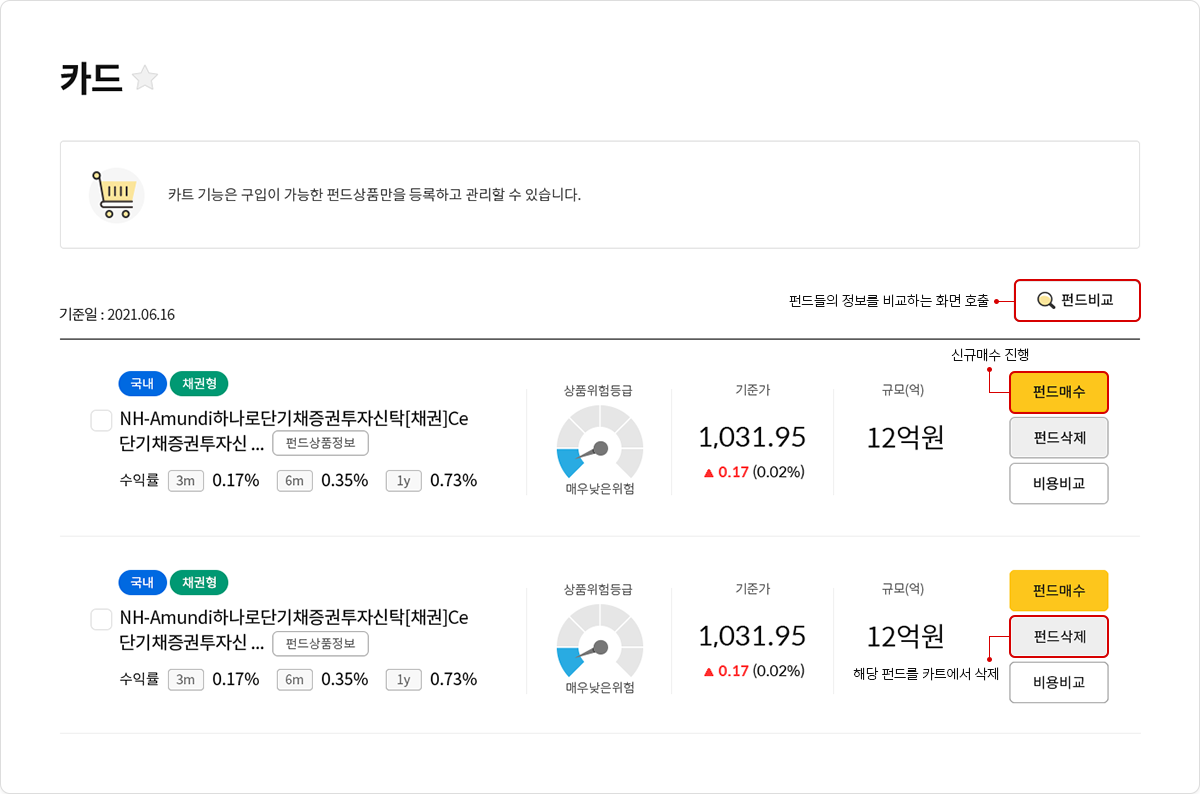 카드
카트 기능은 구입이 가능한 펀드상품만을 등록하고 관리할 수 있습니다.
펀드들의 정보를 비교하는 화면 호출
펀드비교
기준일 : 2021.06.16
신규매수 진행
국내 채권형
NH-Amundi하나로단기채증권투자신탁[채권]Ce
단기채증권투자신 ... 펀드상품정보
수익률 3m 0.17% 6m 0.35% 1y 0.73%
상품위험등급
매우낮은위험
기준가
1,031.95
▲ 0.17 (0.02%)
규모(억)
12억원
펀드매수
펀드삭제
비용비교
국내 채권형
NH-Amundi하나로단기채증권투자신탁[채권]Ce
단기채증권투자신 ... 펀드상품정보
수익률 3m 0.17% 6m 0.35% 1y 0.73%
상품위험등급
매우낮은위험
기준가
1,031.95
▲ 0.17 (0.02%)
규모(억)
12억원
해당 펀드를 카트에서 삭제
펀드매수
펀드삭제
비용비교